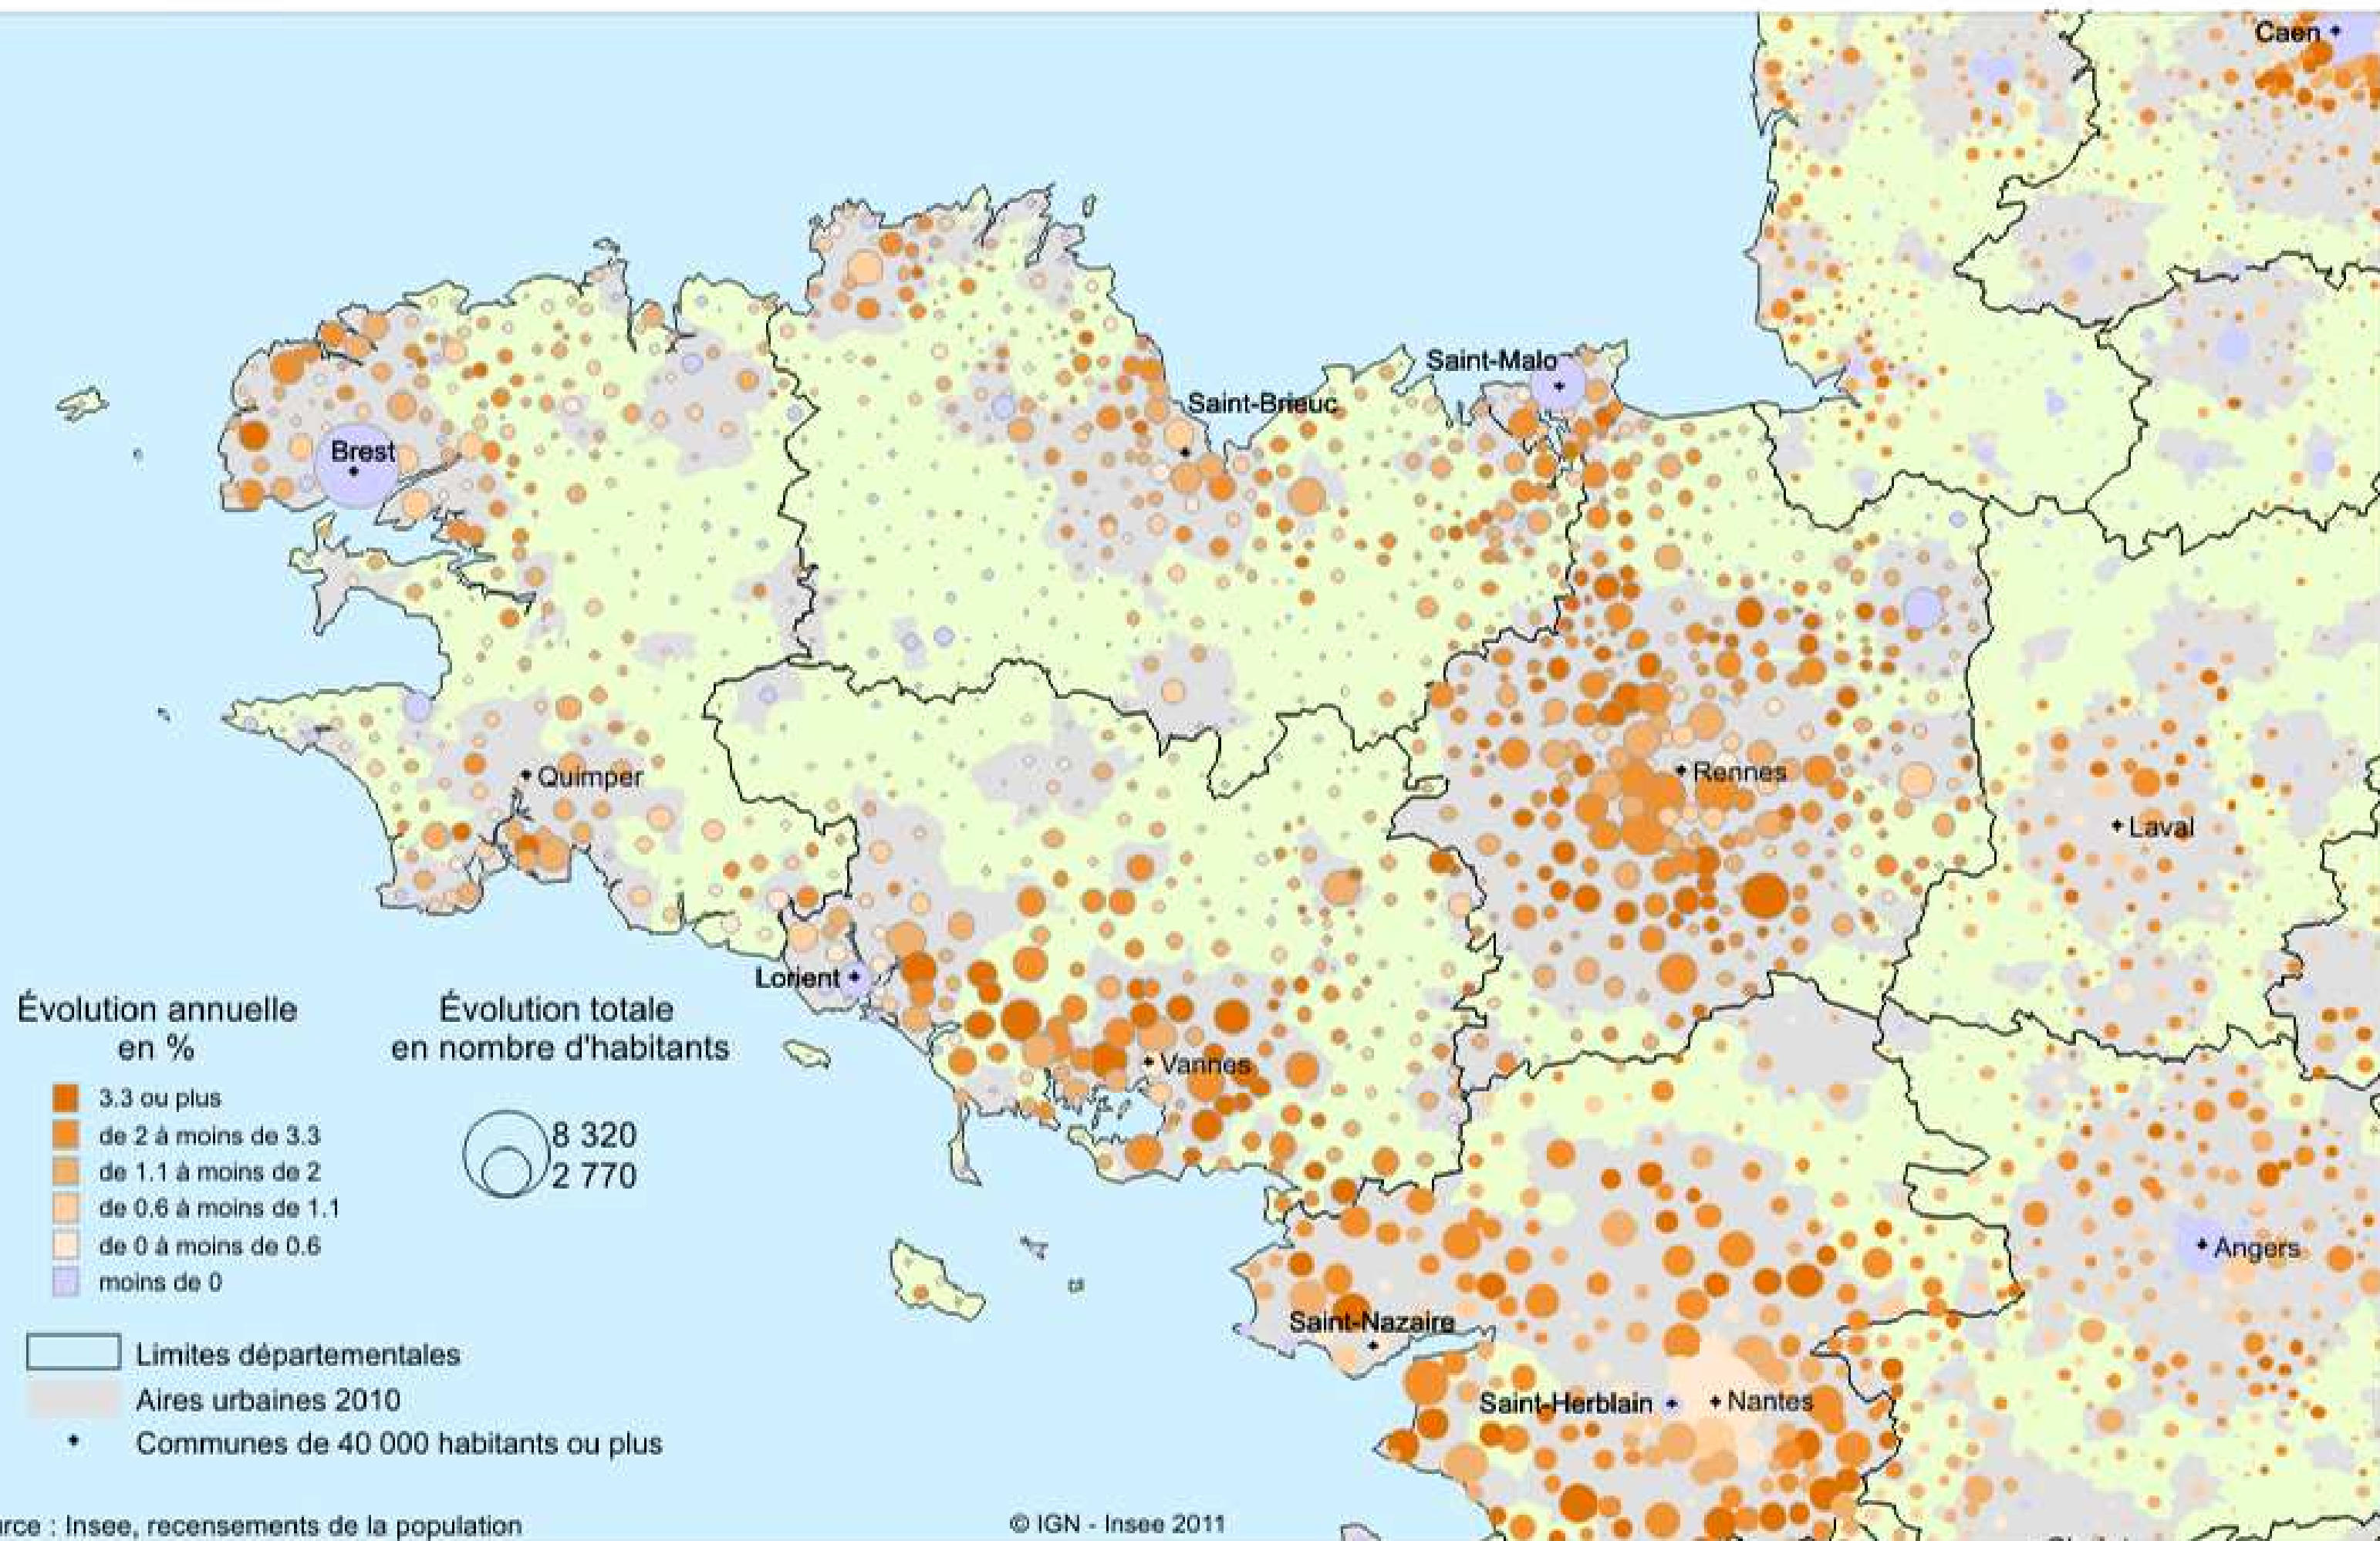 Caen
Saint-Malo
Saint-Brieuc
Brest
Quimper
Rennes
Laval
Lorient
Vannes
Angers
Saint-Nazaire
Saint-Herblain
Nantes
Évolution annuelle
en %
3.3 ou plus
de 2 à moins de 3.3
de 1.1 à moins de 2
de 0.6 à moins de 1.1
de 0 à moins de 0.6
moins de 0
Évolution totale
en nombre d'habitants
8 320
2 770
Limites départementales
Aires urbaines 2010
Communes de 40 000 habitants ou plus
rce : Insee, recensements de la population
© IGN - Insee 2011